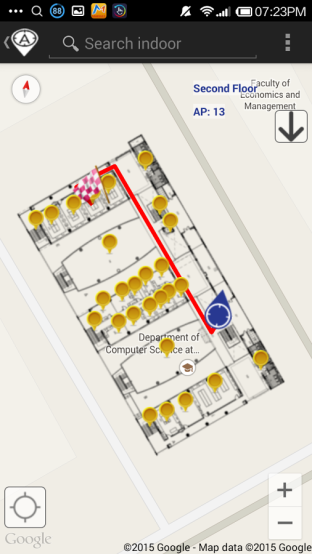 88
07:23PM
A
Search indoor
Second Floor
AP: 13
Faculty of
Economics and
Management
Department of
Computer Science at...
+
−
Google
©2015 Google - Map data ©2015 Google